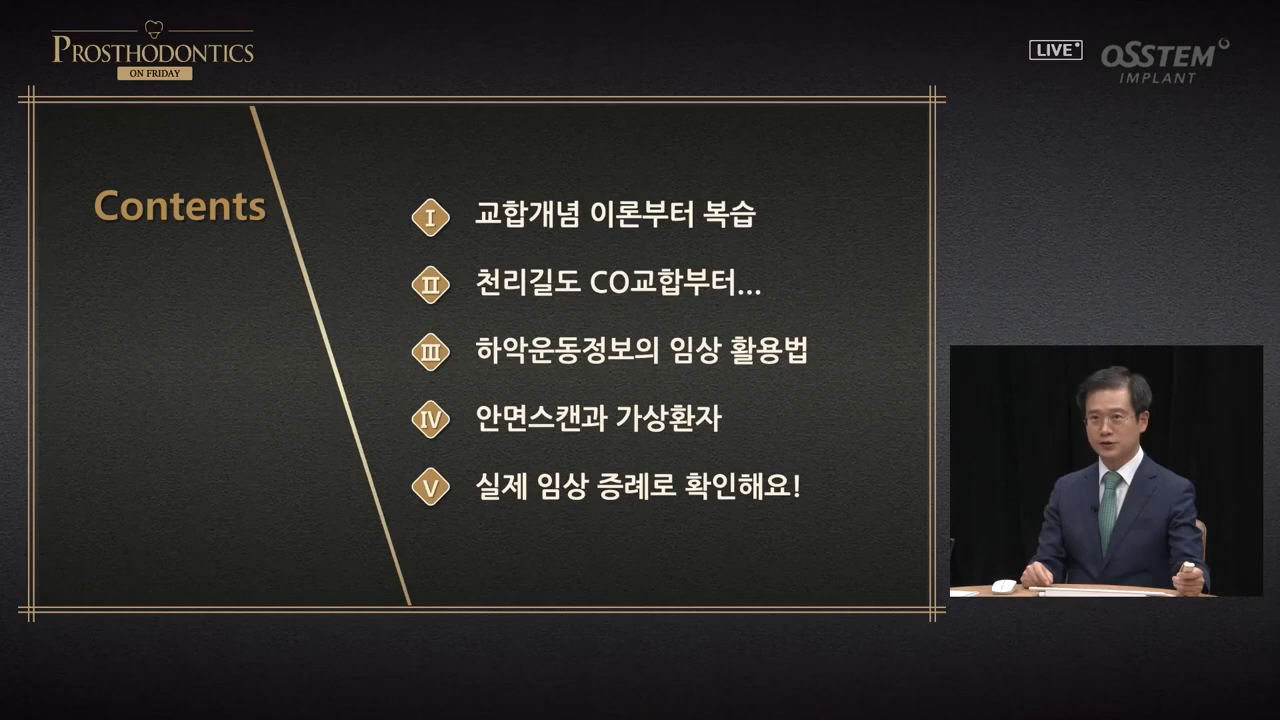 PROSTHODONTICS
ON FRIDAY
LIVE
OSSTEM
IMPLANT
Contents
I 교합개념 이론부터 복습
II 천리길도 CO교합부터...
III 하악운동정보의 임상 활용법
IV 안면스캔과 가상환자
V 실제 임상 증례로 확인해요!